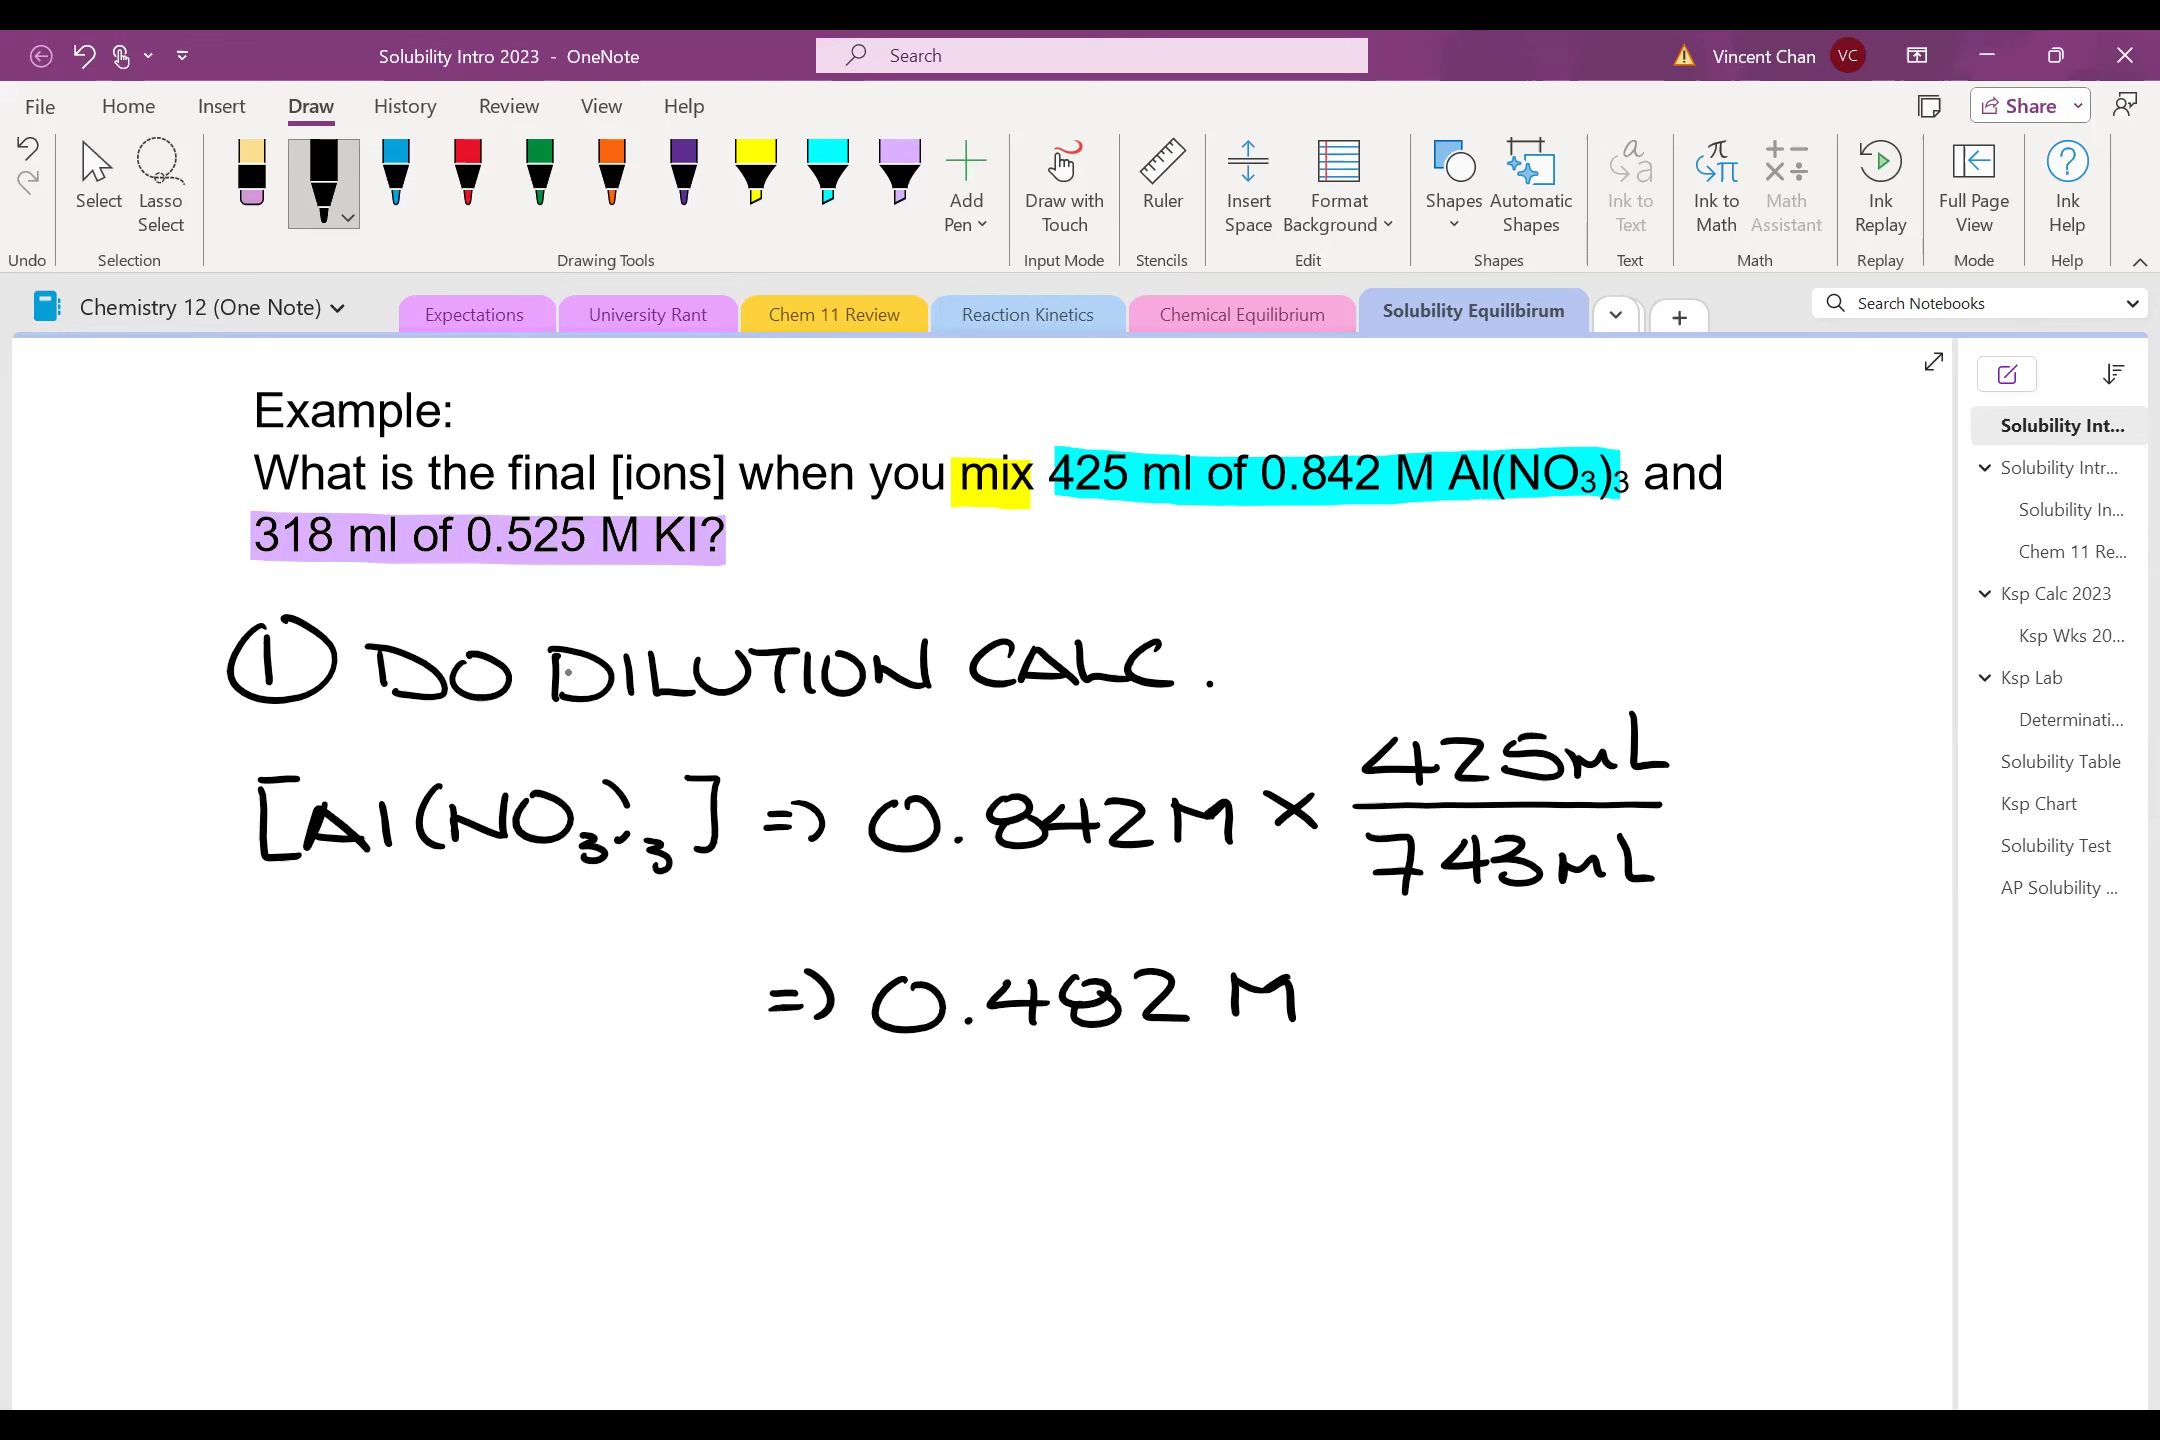 Solubility Intro 2023 - OneNote
Search
Vincent Chan
VC
File Home Insert Draw History Review View Help
Share
Select
Lasso Select
Add Pen
Draw with Touch
Ruler
Insert Space
Format Background
Shapes
Automatic Shapes
Ink to Text
Ink to Math
Math Assistant
Ink Replay
Full Page View
Ink Help
Undo Selection Drawing Tools Input Mode Stencils Edit Shapes Text Math Replay Mode Help
Chemistry 12 (One Note)
Expectations University Rant Chem 11 Review Reaction Kinetics Chemical Equilibrium Solubility Equilibirum
Search Notebooks
Example:
What is the final [ions] when you mix 425 ml of 0.842 M Al(NO₃)₃ and
318 ml of 0.525 M KI?
① DO DILUTION CALC.
[Al(NO₃)₃] => 0.842 M × 425mL
743mL
=> 0.482 M
Solubility Int...
Solubility Intr...
Solubility In...
Chem 11 Re...
Ksp Calc 2023
Ksp Wks 20...
Ksp Lab
Determinati...
Solubility Table
Ksp Chart
Solubility Test
AP Solubility ...